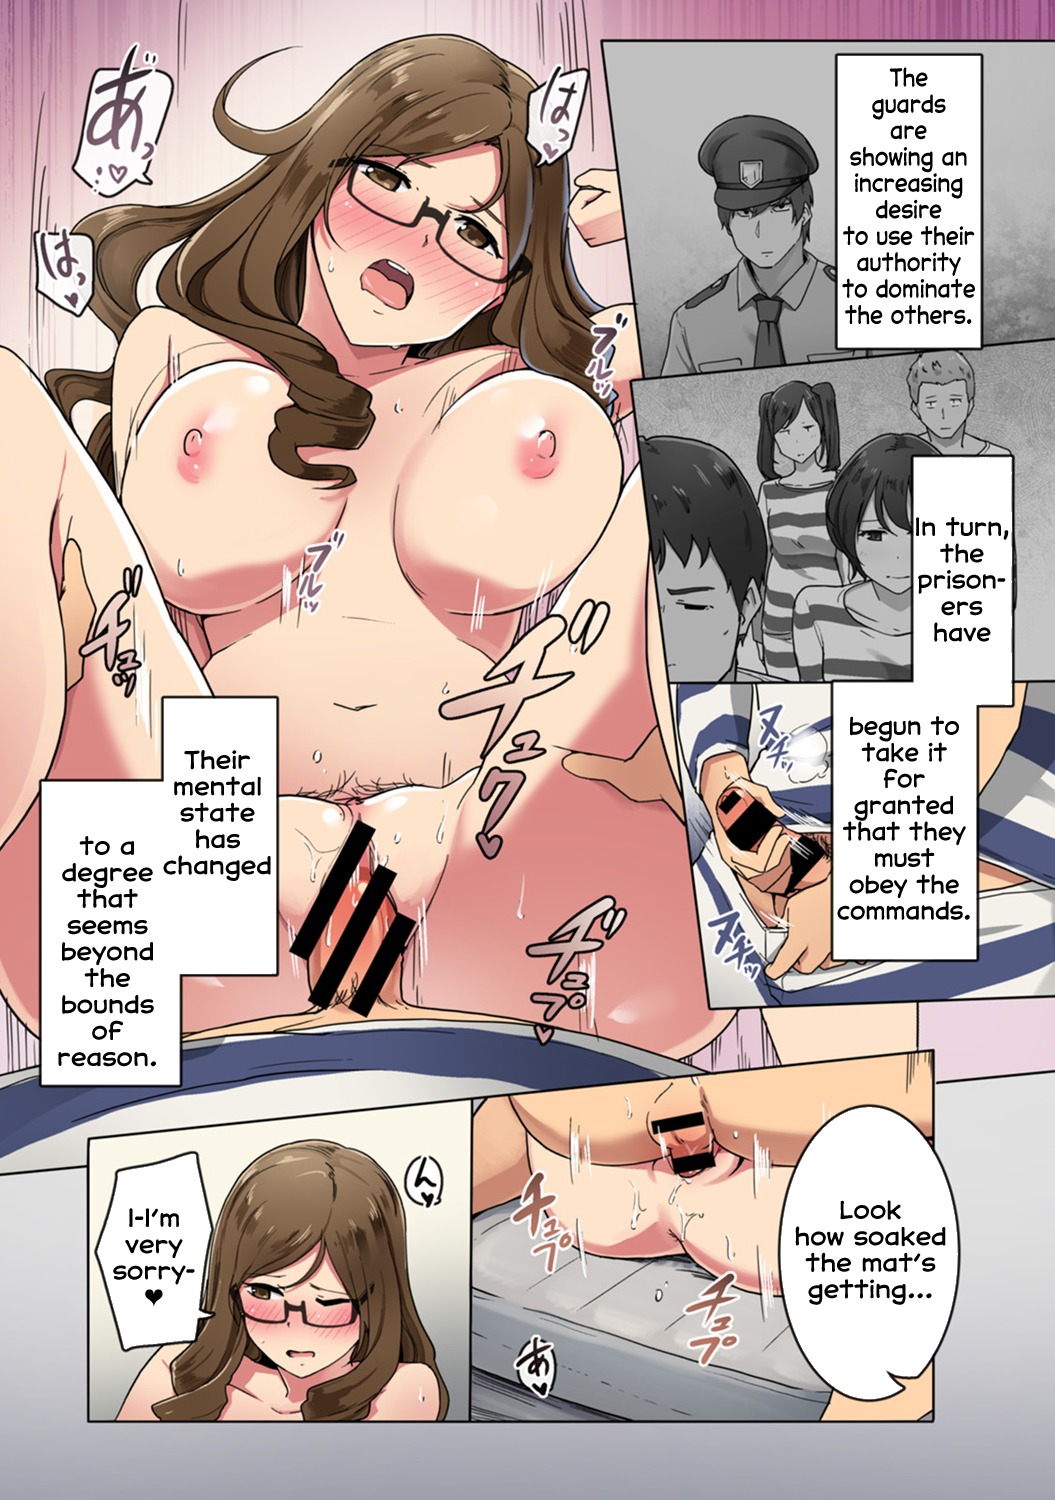 The
guards
are
showing an
increasing
desire
to use their
authority
to dominate
the others.
In turn,
the
prison-
ers
have
begun to
take it
for
granted
that they
must
obey the
commands.
あっ
はっ
はっ
ブルッ
ブルッ
チュッ
チュク
チュプ
ヌチッ
ヌチッ
Their
mental
state
has
changed
to a
degree
that
seems
beyond
the
bounds
of
reason.
Look
how soaked
the mat's
getting...
チュプ
チュプ
あ
ん
I-I'm
very
sorry-
♥